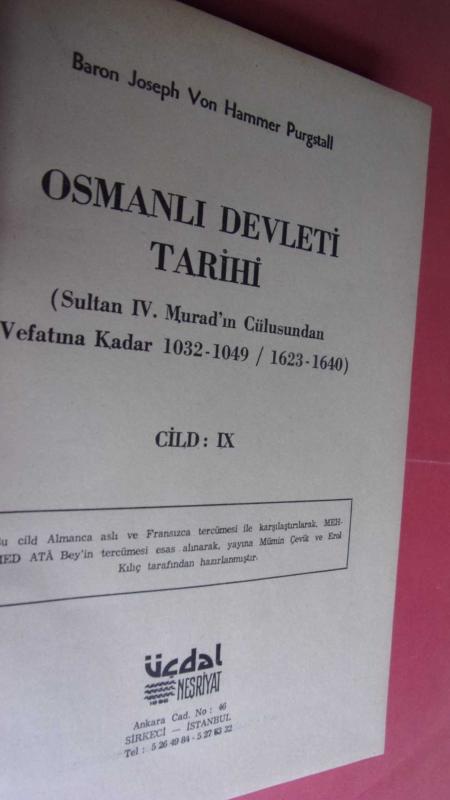 Baron Joseph Von Hammer Purgstall
OSMANLI DEVLETİ
TARİHİ
(Sultan IV. Murad'ın Cülusundan
Vefatına Kadar 1032-1049 / 1623-1640)
CİLD: IX
cild Almanca aslı ve Fransızca tercümesi ile karşılaştırılarak, MEH-
MED ATÂ Bey'in tercümesi esas alınarak, yayına Mümin Çevik ve Erol
Kılıç tarafından hazırlanmıştır.
üçdal
NEŞRİYAT
Ankara Cad. No: 46
SİRKECİ — İSTANBUL
Tel: 5 26 49 84 - 5 27 83 32